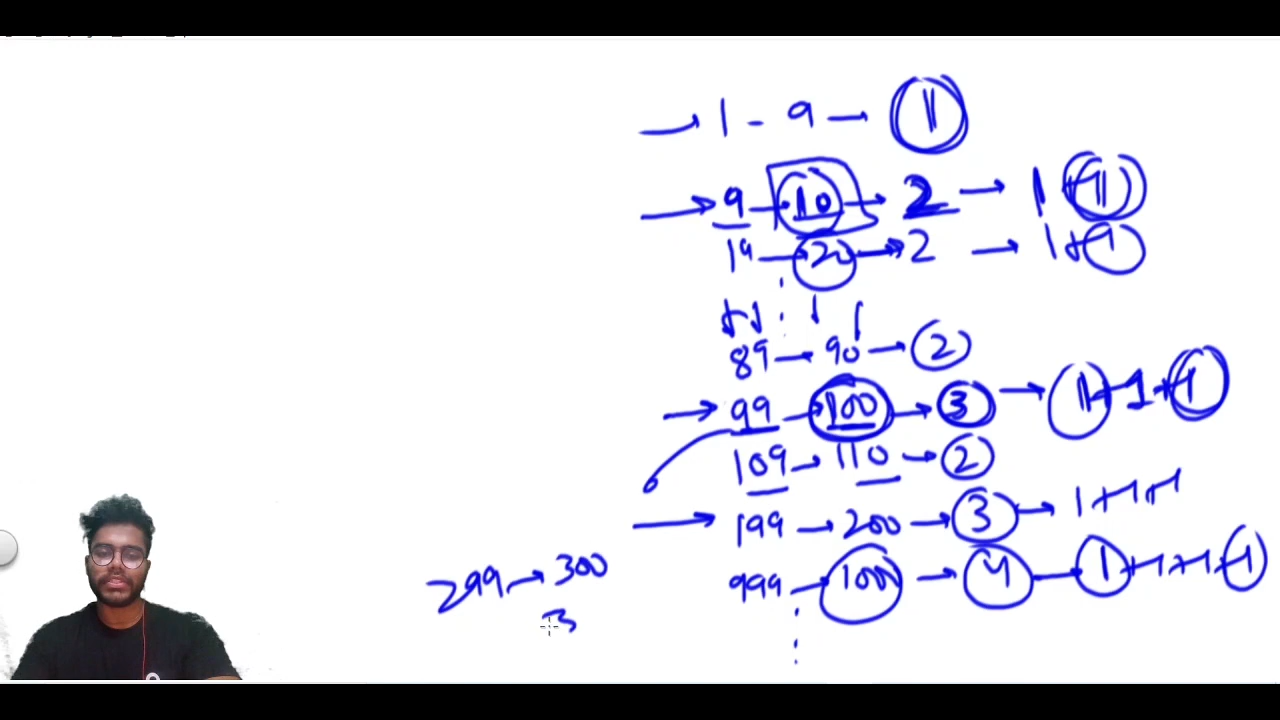 → 1 - 9 → 1
→ 9 → 10 → 2 → 1 + 1
19 → 20 → 2 → 1 + 1
89 → 90 → 2
→ 99 → 100 → 3 → 1 + 1 + 1
109 → 110 → 2
→ 199 → 200 → 3 → 1 + 1 + 1
999 → 1000 → 4 → 1 + 1 + 1 + 1
299 → 300
3